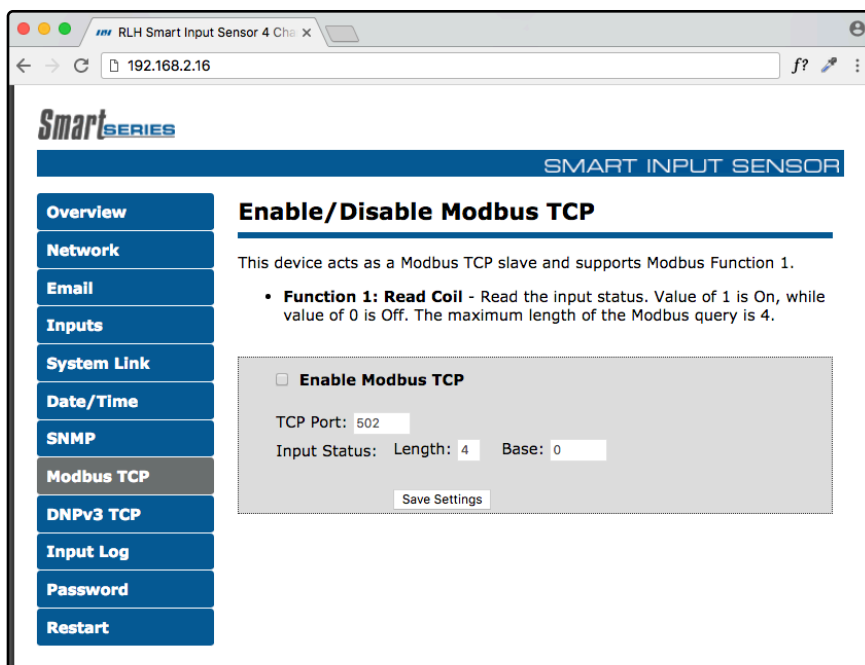 RLH Smart Input Sensor 4 Cha
192.168.2.16
f?
Smart SERIES
SMART INPUT SENSOR
Overview
Network
Email
Inputs
System Link
Date/Time
SNMP
Modbus TCP
DNPv3 TCP
Input Log
Password
Restart
Enable/Disable Modbus TCP
This device acts as a Modbus TCP slave and supports Modbus Function 1.
• Function 1: Read Coil - Read the input status. Value of 1 is On, while
value of 0 is Off. The maximum length of the Modbus query is 4.
Enable Modbus TCP
TCP Port: 502
Input Status: Length: 4 Base: 0
Save Settings